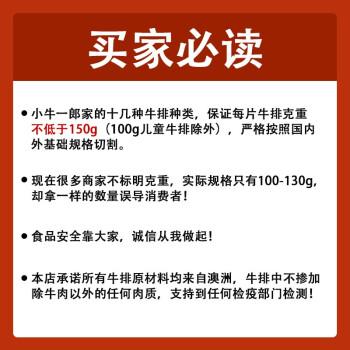 买家必读
● 小牛一郎家的十几种牛排种类，保证每片牛排克重
不低于150g（100g儿童牛排除外），严格按照国内
外基础规格切割。
● 现在很多商家不标明克重，实际规格只有100-130g,
却拿一样的数量误导消费者！
● 食品安全靠大家，诚信从我做起！
● 本店承诺所有牛排原材料均来自澳洲，牛排中不掺加
除牛肉以外的任何肉质，支持到任何检疫部门检测！